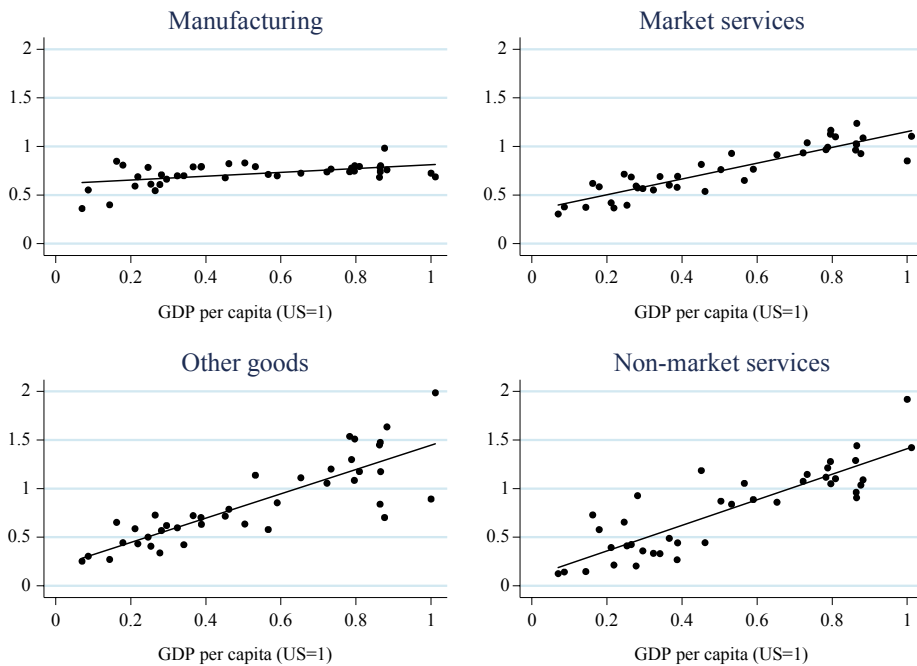 Manufacturing
2
1.5
1
0.5
0
0 0.2 0.4 0.6 0.8 1
GDP per capita (US=1)
Market services
2
1.5
1
0.5
0
0 0.2 0.4 0.6 0.8 1
GDP per capita (US=1)
Other goods
2
1.5
1
0.5
0
0 0.2 0.4 0.6 0.8 1
GDP per capita (US=1)
Non-market services
2
1.5
1
0.5
0
0 0.2 0.4 0.6 0.8 1
GDP per capita (US=1)